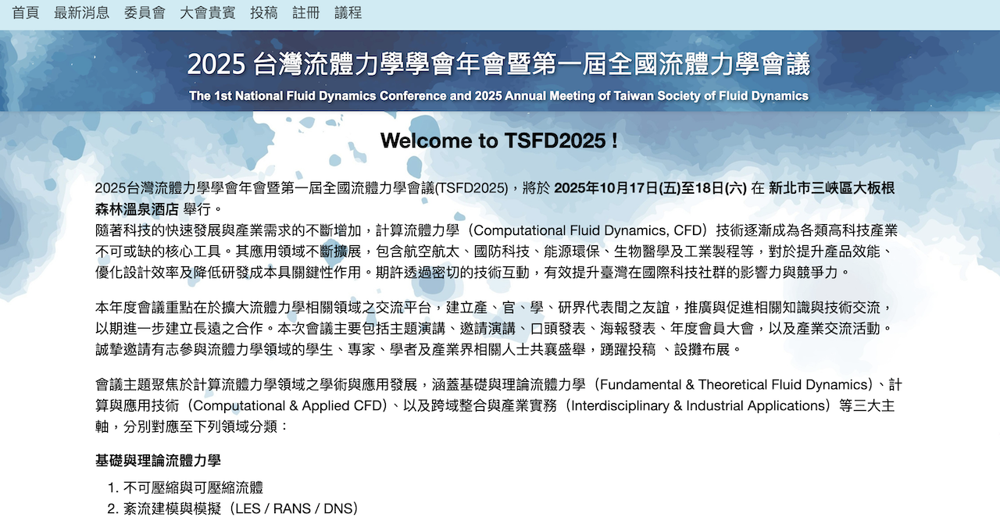 首頁 最新消息 委員會 大會貴賓 投稿 註冊 議程
2025 台灣流體力學學會年會暨第一屆全國流體力學會議
The 1st National Fluid Dynamics Conference and 2025 Annual Meeting of Taiwan Society of Fluid Dynamics
Welcome to TSFD2025 !
2025台灣流體力學學會年會暨第一屆全國流體力學會議(TSFD2025)，將於 2025年10月17日(五)至18日(六) 在 新北市三峽區大板根
森林溫泉酒店 舉行。
隨著科技的快速發展與產業需求的不斷增加，計算流體力學（Computational Fluid Dynamics, CFD）技術逐漸成為各類高科技產業
不可或缺的核心工具。其應用領域不斷擴展，包含航空航太、國防科技、能源環保、生物醫學及工業製程等，對於提升產品效能、
優化設計效率及降低研發成本具關鍵性作用。期許透過密切的技術互動，有效提升臺灣在國際科技社群的影響力與競爭力。
本年度會議重點在於擴大流體力學相關領域之交流平台，建立產、官、學、研界代表間之友誼，推廣與促進相關知識與技術交流，
以期進一步建立長遠之合作。本次會議主要包括主題演講、邀請演講、口頭發表、海報發表、年度會員大會，以及產業交流活動。
誠摯邀請有志參與流體力學領域的學生、專家、學者及產業界相關人士共襄盛舉，踴躍投稿 、設攤布展。
會議主題聚焦於計算流體力學領域之學術與應用發展，涵蓋基礎與理論流體力學（Fundamental & Theoretical Fluid Dynamics）、計
算與應用技術（Computational & Applied CFD）、以及跨域整合與產業實務（Interdisciplinary & Industrial Applications）等三大主
軸，分別對應至下列領域分類：
基礎與理論流體力學
1. 不可壓縮與可壓縮流體
2. 紊流建模與模擬（LES / RANS / DNS）